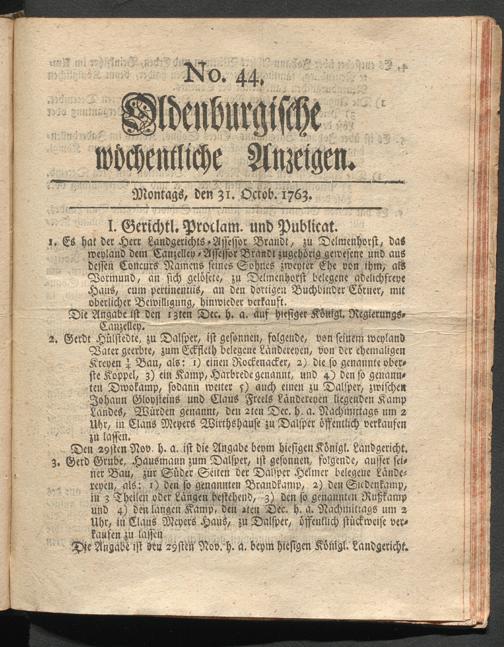 No. 44.
Oldenburgische
wöchentliche Anzeigen.
Montags, den 31. Octob. 1763.
I. Gerichtl. Proclam. und Publicat.
1. Es hat der Herr Landgerichts-Assessor Brandt, zu Delmenhorst, das
weyland dem Canzelley-Assessor Brandt zugehörig gewesene und aus
dessen Concurs Namens seines Sohnes zweyter Ehe von ihm, als
Vormund, an sich gelösete, zu Delmenhorst belegene adelichfreye
Haus, cum pertinentiis, an den dortigen Buchbinder Cörner, mit
oberlicher Bewilligung, hinwieder verkauft.
Die Angabe ist den 13ten Dec. h. a. auf hiesiger Königl. Regierungs-
Canzelley.
2. Gerdt Hülstedte, zu Dalsper, ist gesonnen, folgende, von seinem weyland
Vater geerbte, zum Eckfleth belegene Ländereyen, von der ehemaligen
Kreyen ½ Bau, als: 1) einen Rockenacker, 2) die so genannte ober-
ste Koppel, 3) ein Kamp, Harbrede genannt, und 4) den so genann-
ten Twokamp, sodann weiter 5) auch einen zu Dalsper, zwischen
Johann Gloysteins und Claus Freels Ländereyen liegenden Kamp
Landes, Würden genannt, den 2ten Dec. h. a. Nachmittags um 2
Uhr, in Claus Meyers Wirthshause zu Dalsper öffentlich verkaufen
zu lassen.
Den 29sten Nov. h. a. ist die Angabe beym hiesigen Königl. Landgericht.
3. Gerd Grube, Hausmann zum Dalsper, ist gesonnen, folgende, ausser sei-
ner Bau, zur Süder Seiten der Dalsper Helmer belegene Lände-
reyen, als: 1) den so genannten Brandkamp, 2) den Siedenkamp,
in 3 Theilen oder Längen bestehend, 3) den so genannten Nußkamp
und 4) den langen Kamp, den 2ten Dec. h. a. Nachmittags um 2
Uhr, in Claus Meyers Haus, zu Dalsper, öffentlich stückweise ver-
kaufen zu lassen
Die Angabe ist den 29sten Nov. h. a. beym hiesigen Königl. Landgericht.